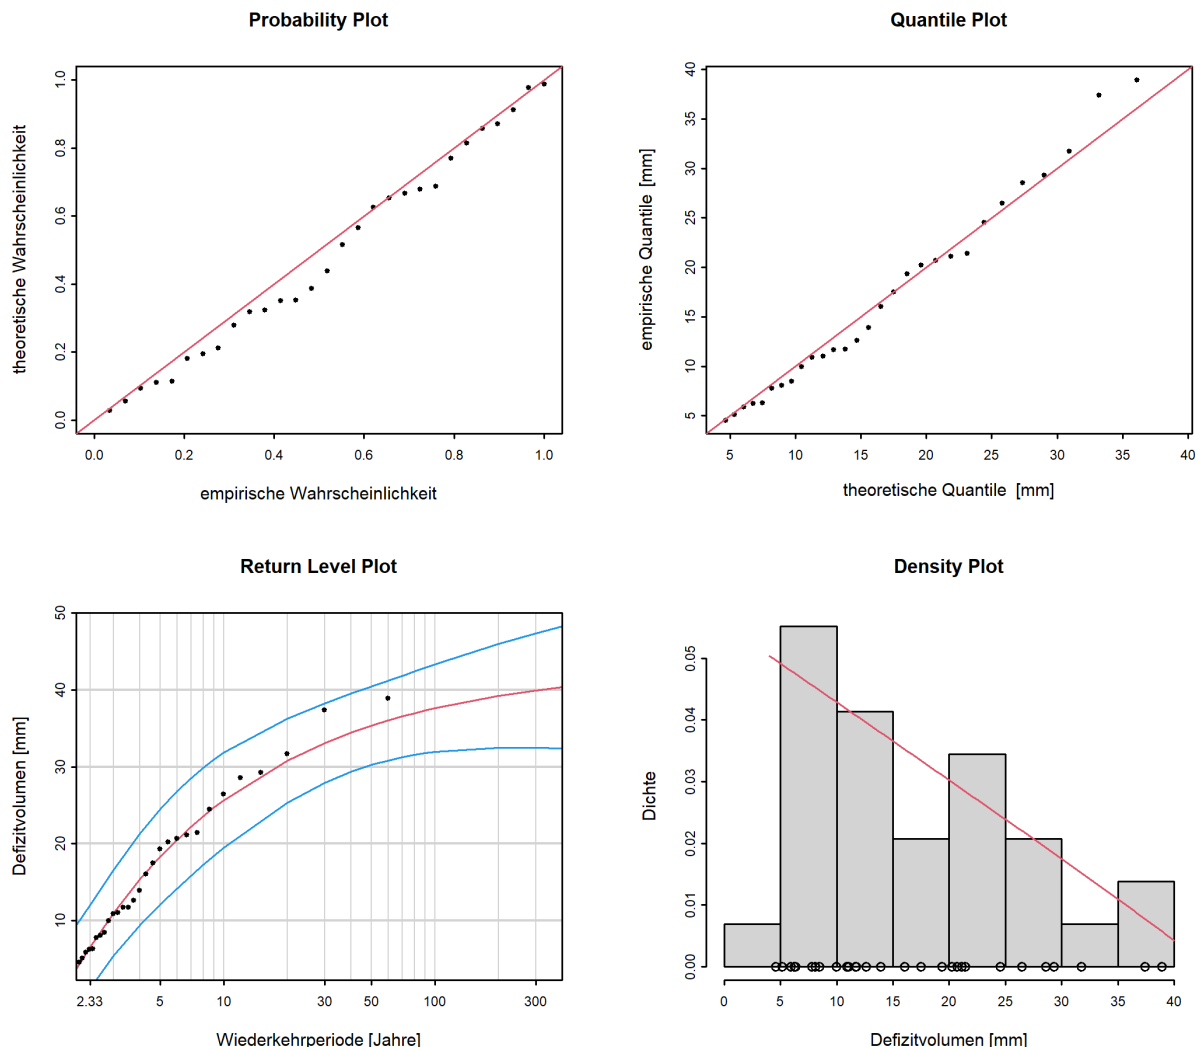 Probability Plot
theoretische Wahrscheinlichkeit
1.0
0.8
0.6
0.4
0.2
0.0
0.0 0.2 0.4 0.6 0.8 1.0
empirische Wahrscheinlichkeit
Quantile Plot
empirische Quantile [mm]
40
35
30
25
20
15
10
5
5 10 15 20 25 30 35 40
theoretische Quantile [mm]
Return Level Plot
Defizitvolumen [mm]
50
40
30
20
10
2.33 5 10 30 50 100 300
Wiederkehrperiode [Jahre]
Density Plot
Dichte
0.05
0.04
0.03
0.02
0.01
0.00
0 5 10 15 20 25 30 35 40
Defizitvolumen [mm]